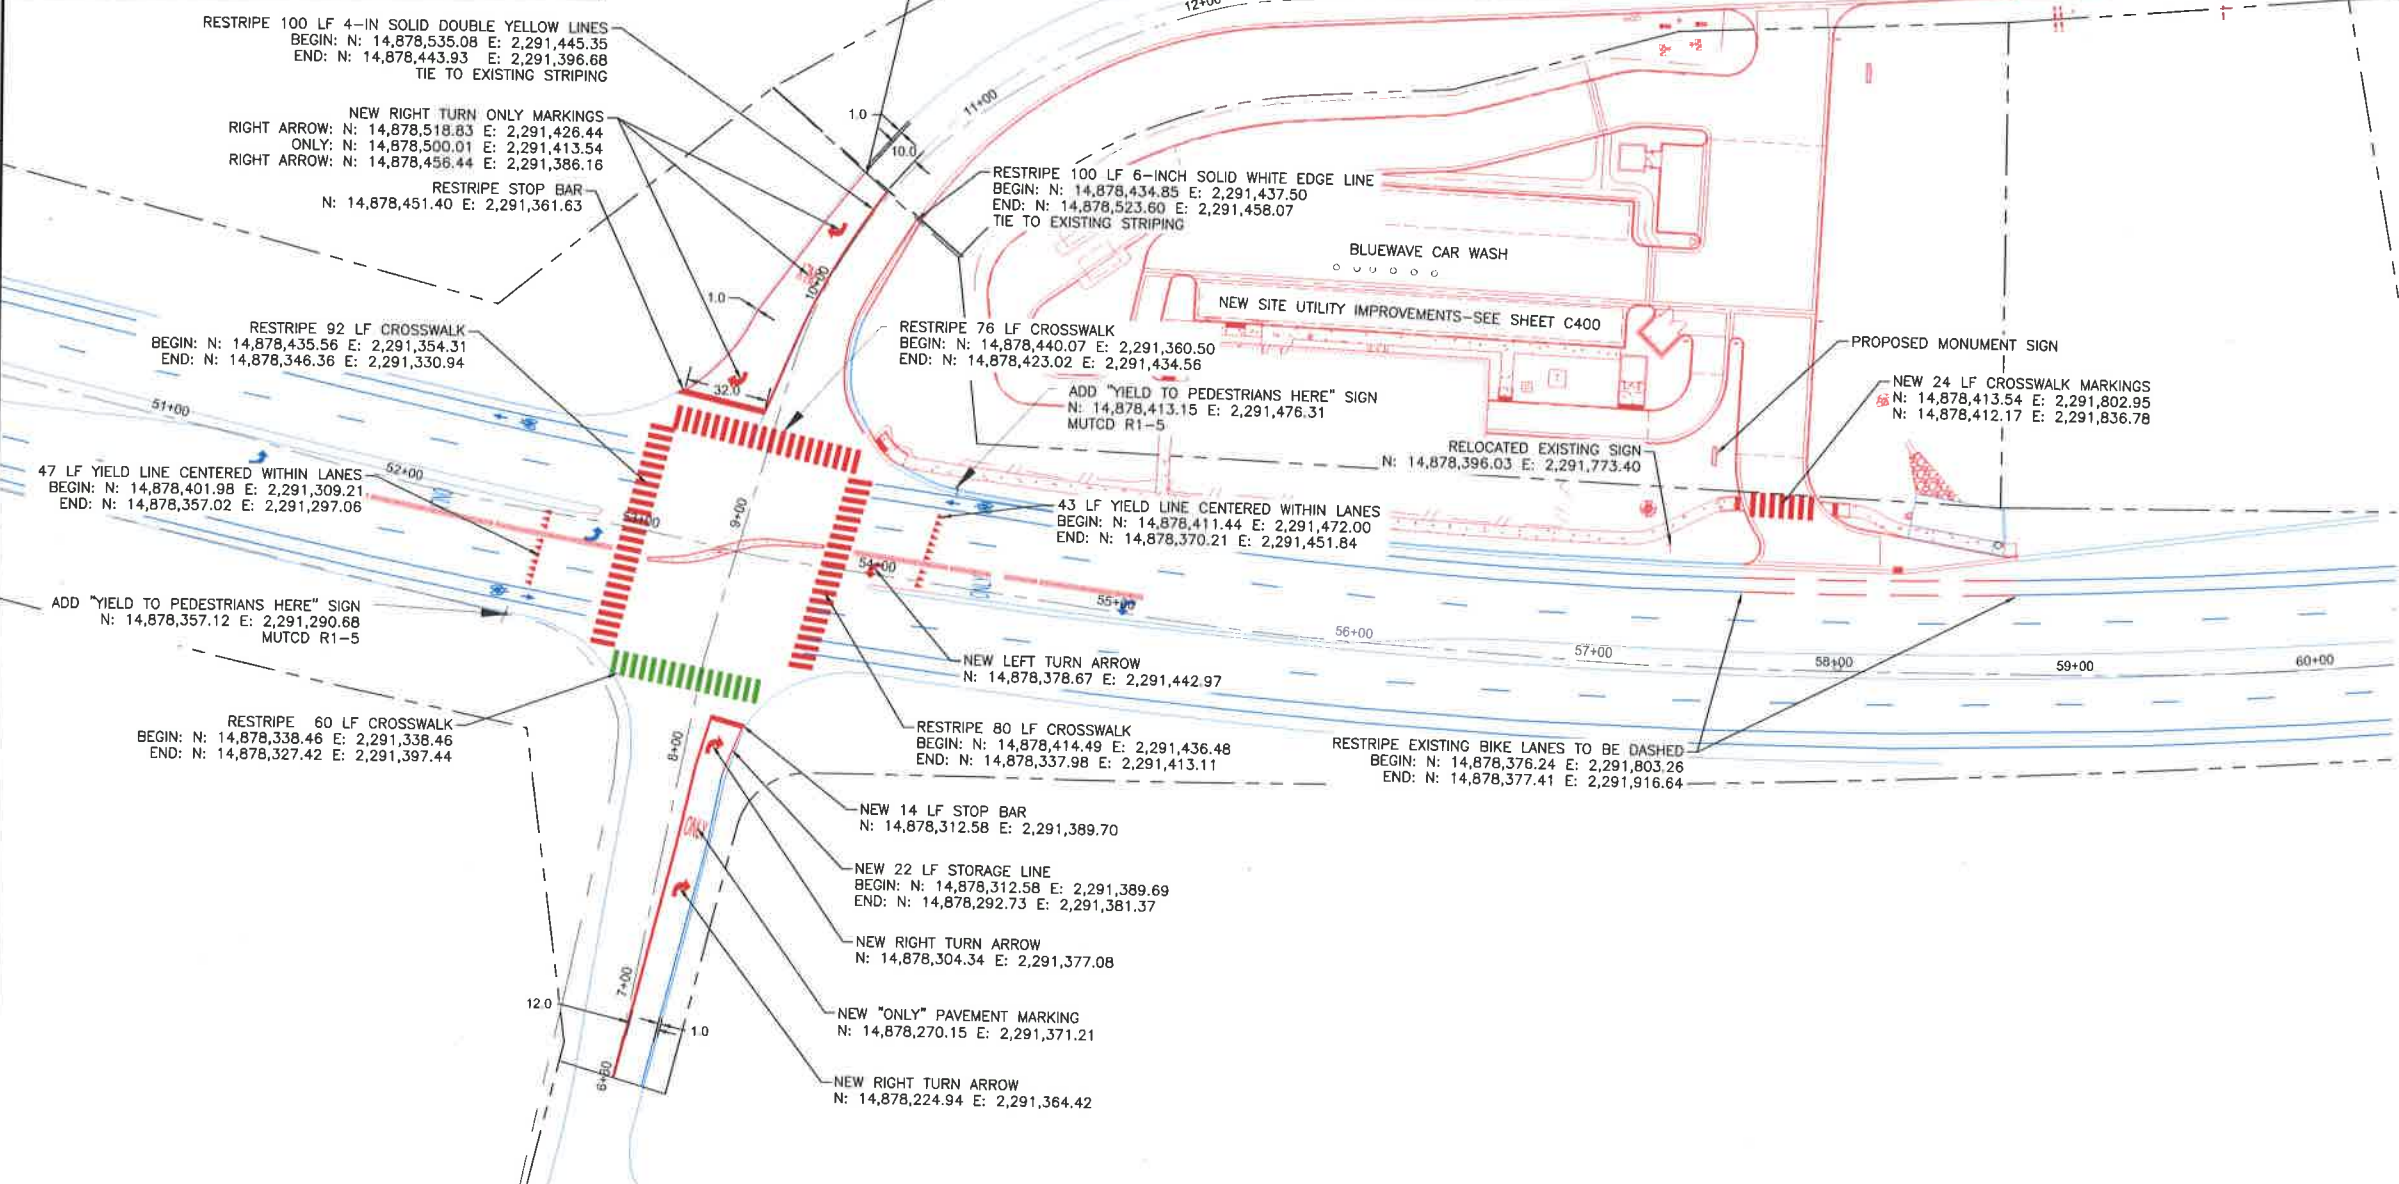 12+00
RESTRIPE 100 LF 4-IN SOLID DOUBLE YELLOW LINES
BEGIN: N: 14,878,535.08 E: 2,291,445.35
END: N: 14,878,443.93 E: 2,291,396.68
TIE TO EXISTING STRIPING
NEW RIGHT TURN ONLY MARKINGS
RIGHT ARROW: N: 14,878,518.83 E: 2,291,426.44
ONLY: N: 14,878,500.01 E: 2,291,413.54
RIGHT ARROW: N: 14,878,456.44 E: 2,291,386.16
RESTRIPE STOP BAR
N: 14,878,451.40 E: 2,291,361.63
1.0
10.0
11+00
RESTRIPE 100 LF 6-INCH SOLID WHITE EDGE LINE
BEGIN: N: 14,878,434.85 E: 2,291,437.50
END: N: 14,878,523.60 E: 2,291,458.07
TIE TO EXISTING STRIPING
BLUEWAVE CAR WASH
NEW SITE UTILITY IMPROVEMENTS-SEE SHEET C400
10+00
1.0
32.0
RESTRIPE 92 LF CROSSWALK
BEGIN: N: 14,878,435.56 E: 2,291,354.31
END: N: 14,878,346.36 E: 2,291,330.94
RESTRIPE 76 LF CROSSWALK
BEGIN: N: 14,878,440.07 E: 2,291,360.50
END: N: 14,878,423.02 E: 2,291,434.56
ADD "YIELD TO PEDESTRIANS HERE" SIGN
N: 14,878,413.15 E: 2,291,476.31
MUTCD R1-5
PROPOSED MONUMENT SIGN
NEW 24 LF CROSSWALK MARKINGS
N: 14,878,413.54 E: 2,291,802.95
N: 14,878,412.17 E: 2,291,836.78
RELOCATED EXISTING SIGN
N: 14,878,396.03 E: 2,291,773.40
51+00
52+00
53+00
9+00
54+00
55+00
56+00
57+00
58+00
59+00
60+00
47 LF YIELD LINE CENTERED WITHIN LANES
BEGIN: N: 14,878,401.98 E: 2,291,309.21
END: N: 14,878,357.02 E: 2,291,297.06
43 LF YIELD LINE CENTERED WITHIN LANES
BEGIN: N: 14,878,411.44 E: 2,291,472.00
END: N: 14,878,370.21 E: 2,291,451.84
ADD "YIELD TO PEDESTRIANS HERE" SIGN
N: 14,878,357.12 E: 2,291,290.68
MUTCD R1-5
NEW LEFT TURN ARROW
N: 14,878,378.67 E: 2,291,442.97
RESTRIPE 60 LF CROSSWALK
BEGIN: N: 14,878,338.46 E: 2,291,338.46
END: N: 14,878,327.42 E: 2,291,397.44
RESTRIPE 80 LF CROSSWALK
BEGIN: N: 14,878,414.49 E: 2,291,436.48
END: N: 14,878,337.98 E: 2,291,413.11
RESTRIPE EXISTING BIKE LANES TO BE DASHED
BEGIN: N: 14,878,376.24 E: 2,291,803.26
END: N: 14,878,377.41 E: 2,291,916.64
8+00
NEW 14 LF STOP BAR
N: 14,878,312.58 E: 2,291,389.70
ONLY
NEW 22 LF STORAGE LINE
BEGIN: N: 14,878,312.58 E: 2,291,389.69
END: N: 14,878,292.73 E: 2,291,381.37
NEW RIGHT TURN ARROW
N: 14,878,304.34 E: 2,291,377.08
7+00
12.0
1.0
NEW "ONLY" PAVEMENT MARKING
N: 14,878,270.15 E: 2,291,371.21
6+80
NEW RIGHT TURN ARROW
N: 14,878,224.94 E: 2,291,364.42